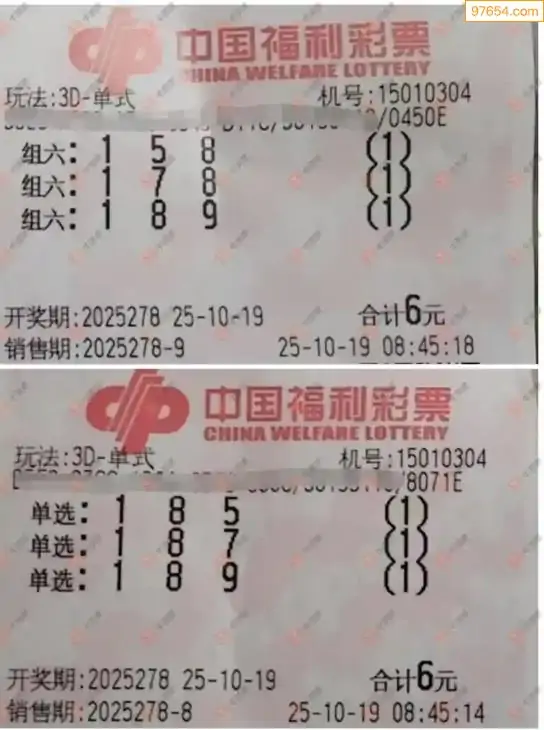 97654.com
中国福利彩票
CHINA WELFARE LOTTERY
玩法:3D-单式 机号:15010304
/0450E
组六: 1 5 8 (1)
组六: 1 7 8 (1)
组六: 1 8 9 (1)
开奖期:2025278 25-10-19 合计6元
销售期:2025278-9 25-10-19 08:45:18
中国福利彩票
CHINA WELFARE LOTTERY
玩法:3D-单式 机号:15010304
/8071E
单选: 1 8 5 (1)
单选: 1 8 7 (1)
单选: 1 8 9 (1)
开奖期:2025278 25-10-19 合计6元
销售期:2025278-8 25-10-19 08:45:14